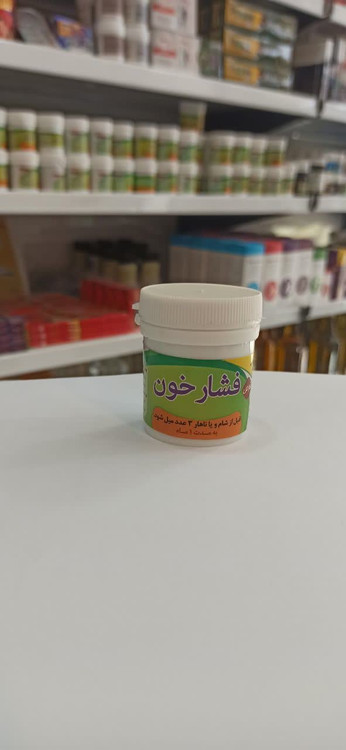 فشار خون
قبل از شام و یا ناهار ۲ عدد میل شود
به مدت ۱ ماه